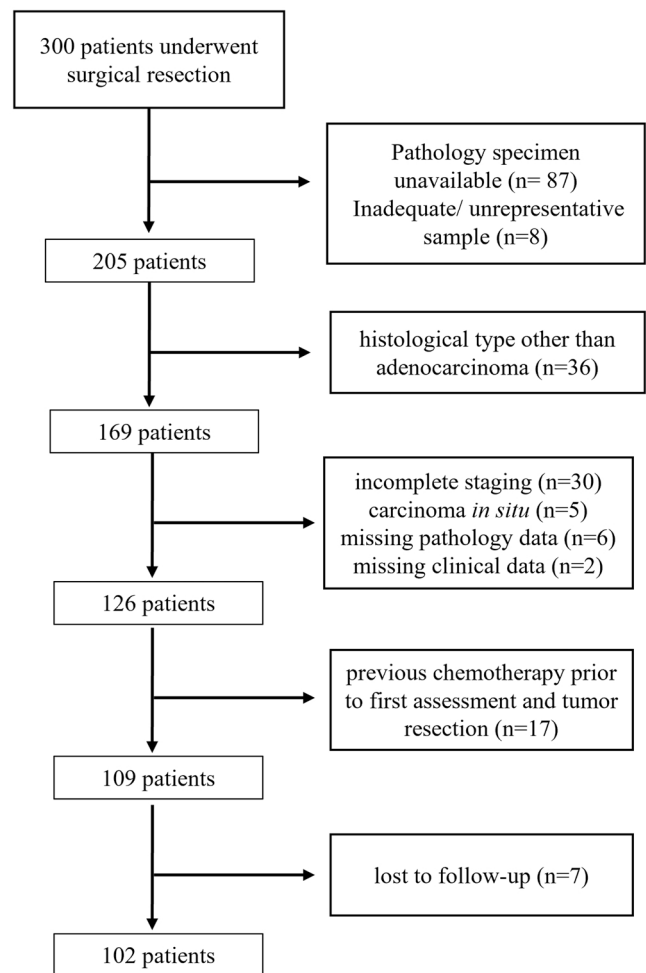 300 patients underwent
surgical resection
Pathology specimen
unavailable (n= 87)
Inadequate/ unrepresentative
sample (n=8)
205 patients
histological type other than
adenocarcinoma (n=36)
169 patients
incomplete staging (n=30)
carcinoma in situ (n=5)
missing pathology data (n=6)
missing clinical data (n=2)
126 patients
previous chemotherapy prior
to first assessment and tumor
resection (n=17)
109 patients
lost to follow-up (n=7)
102 patients